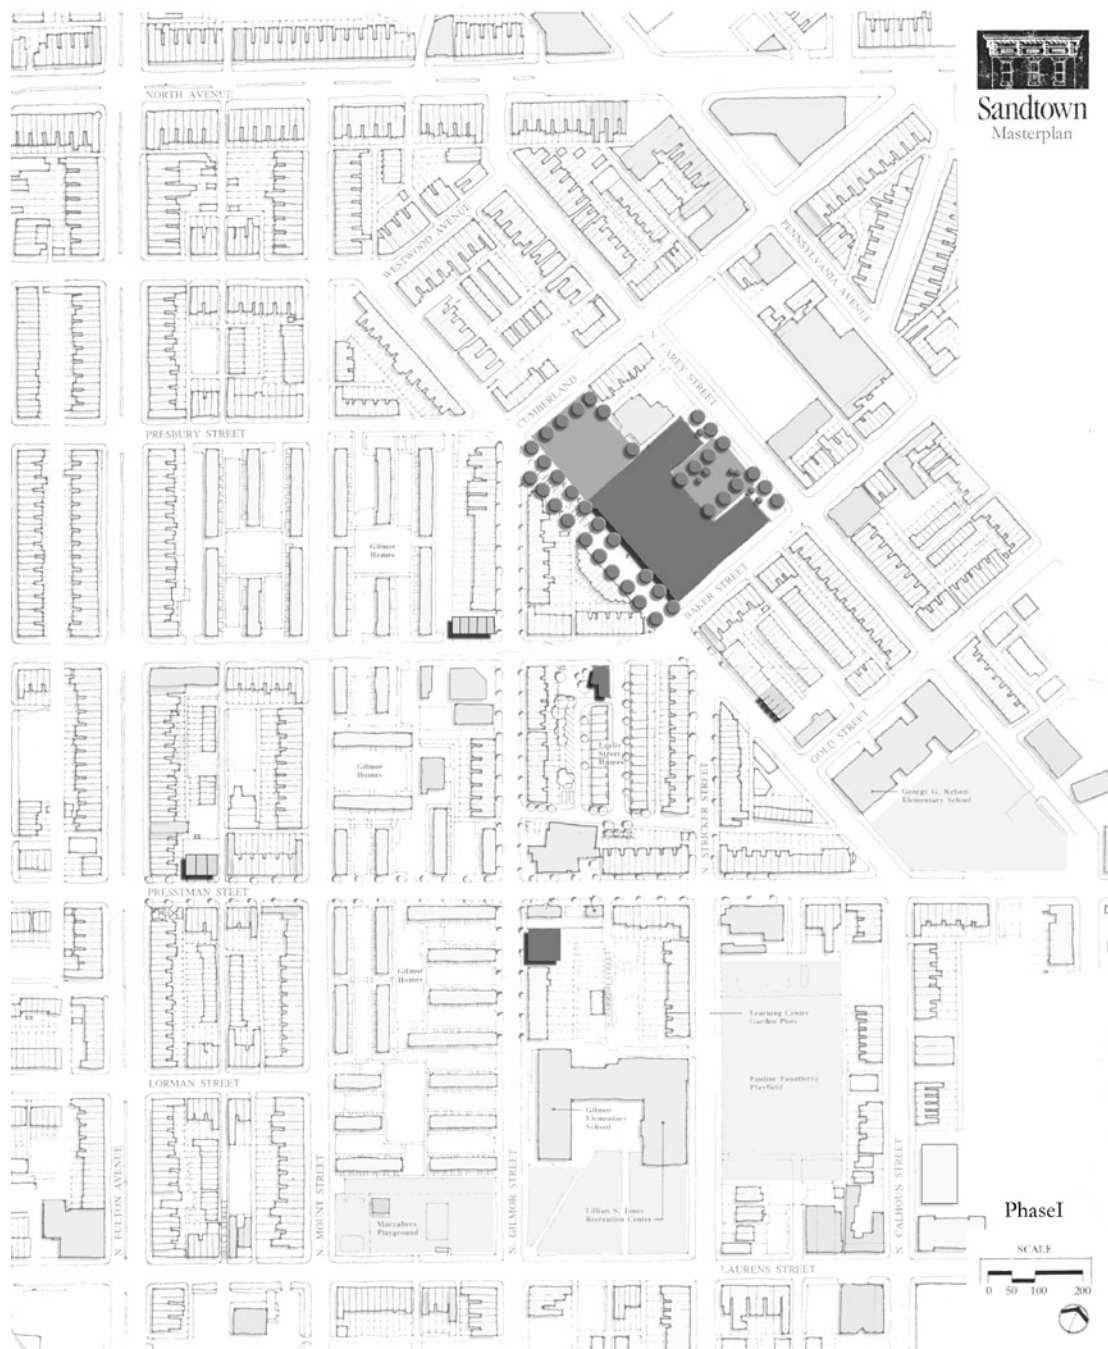 Sandtown
Masterplan
NORTH AVENUE
WESTWOOD AVENUE
PENNSYLVANIA AVENUE
N. CAREY STREET
CUMBERLAND
PRESBURY STREET
Gilmor
Homes
BAKER STREET
Gilmor
Homes
Leslie
Street
Homes
GOLD STREET
George G. Kelson
Elementary School
N. STRICKER STREET
PRESSTMAN STEET
Gilmor
Homes
Learning Center
Garden Plots
Pauline Fauntleroy
Playfield
LORMAN STREET
Gilmor
Elementary
School
N. FULTON AVENUE
N. MOUNT STREET
Maccabees
Playground
N. GILMOR STREET
Lillian S. Jones
Recreation Center
N. CALHOUN STREET
LAURENS STREET
PhaseI
SCALE
0 50 100 200